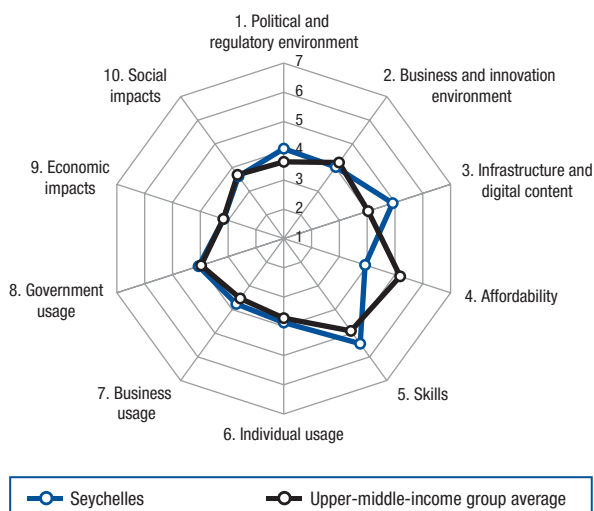 1. Political and
regulatory environment
2. Business and innovation
environment
3. Infrastructure and
digital content
4. Affordability
5. Skills
6. Individual usage
7. Business
usage
8. Government
usage
9. Economic
impacts
10. Social
impacts
7
6
5
4
3
2
1
Seychelles
Upper-middle-income group average